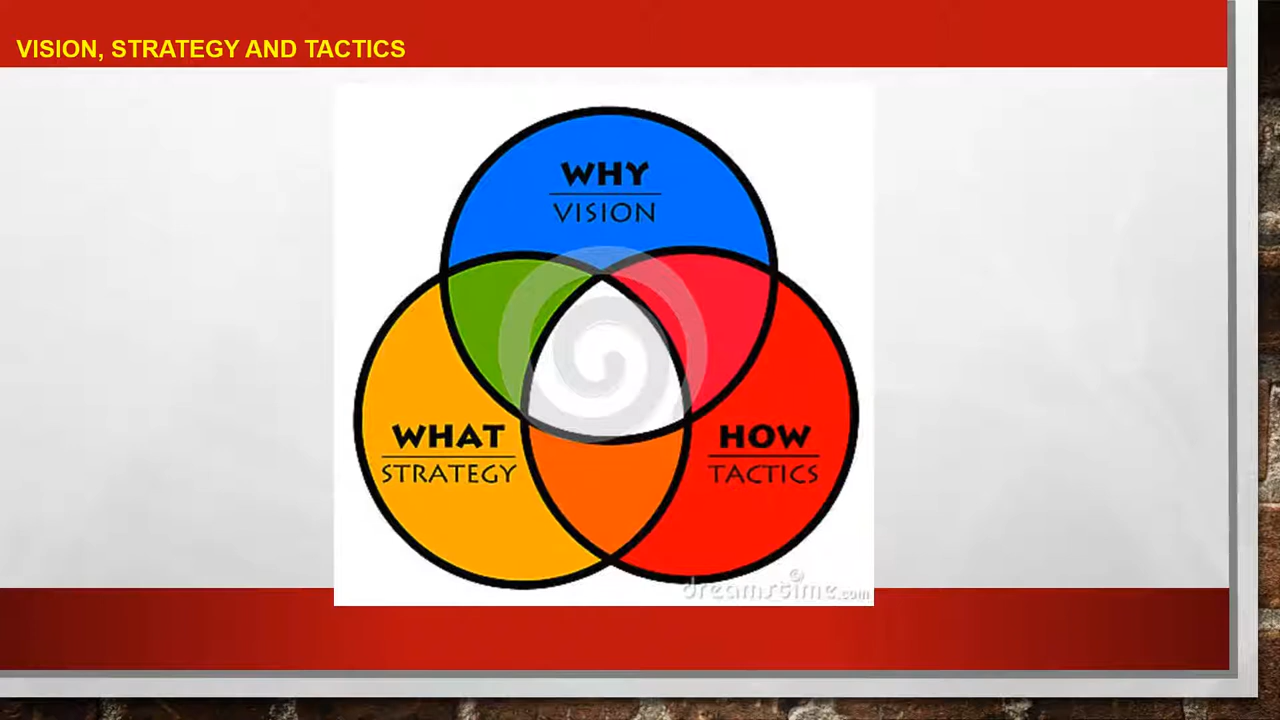 VISION, STRATEGY AND TACTICS
WHY
VISION
WHAT
STRATEGY
HOW
TACTICS
dreamstime.com